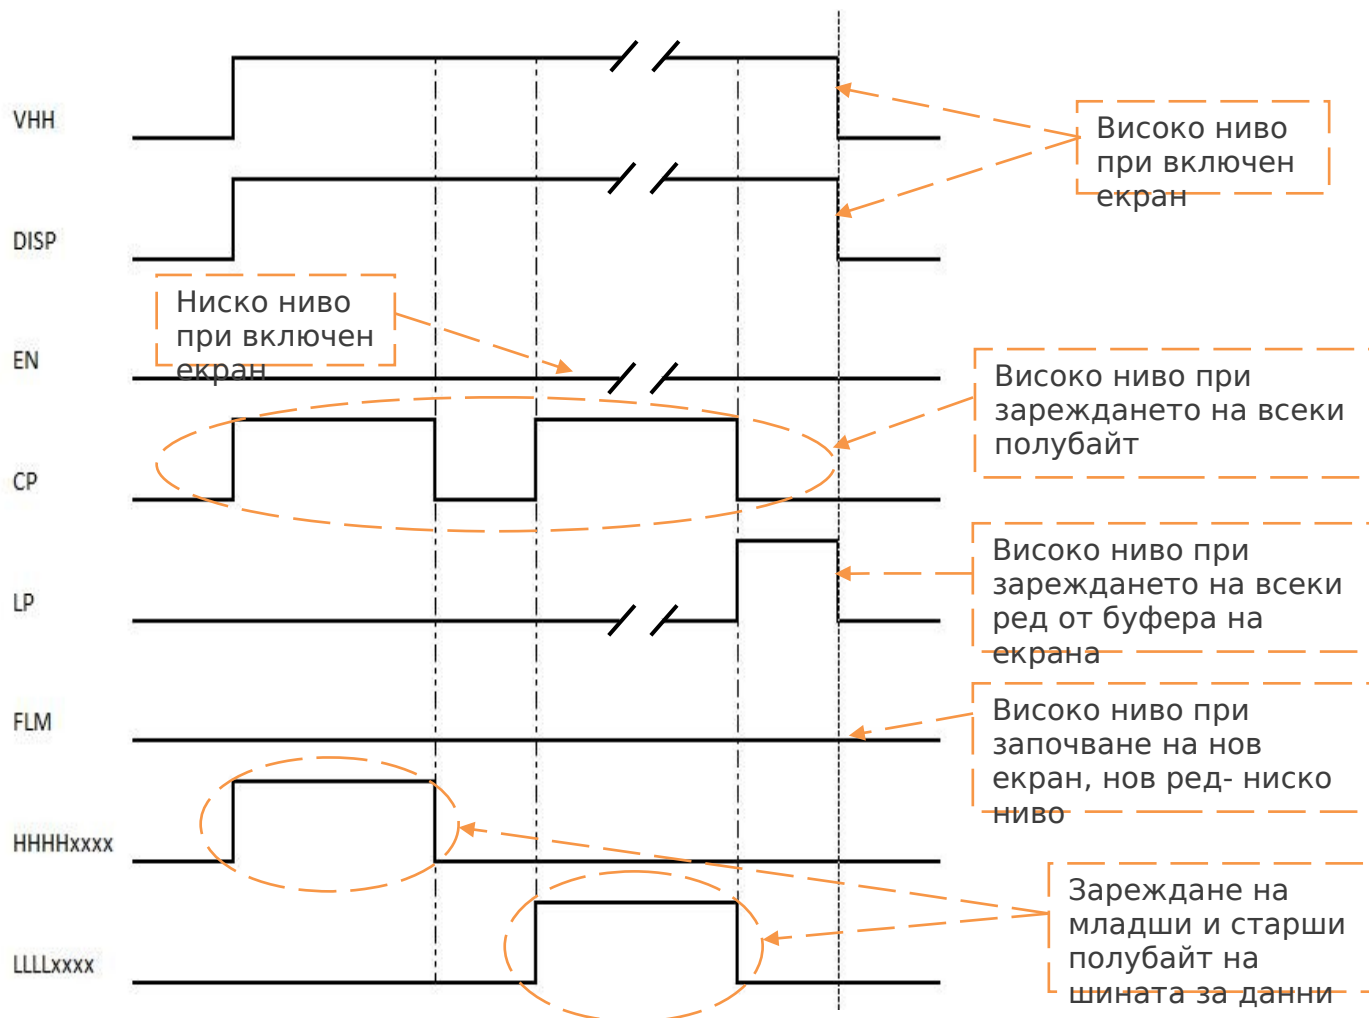 VHH
Високо ниво
при включен
екран
DISP
Ниско ниво
при включен
екран
EN
Високо ниво при
зареждането на всеки
полубайт
CP
Високо ниво при
зареждането на всеки
ред от буфера на
екрана
LP
Високо ниво при
започване на нов
екран, нов ред- ниско
ниво
FLM
HHHHxxxx
Зареждане на
младши и старши
полубайт на
шината за данни
LLLLxxxx